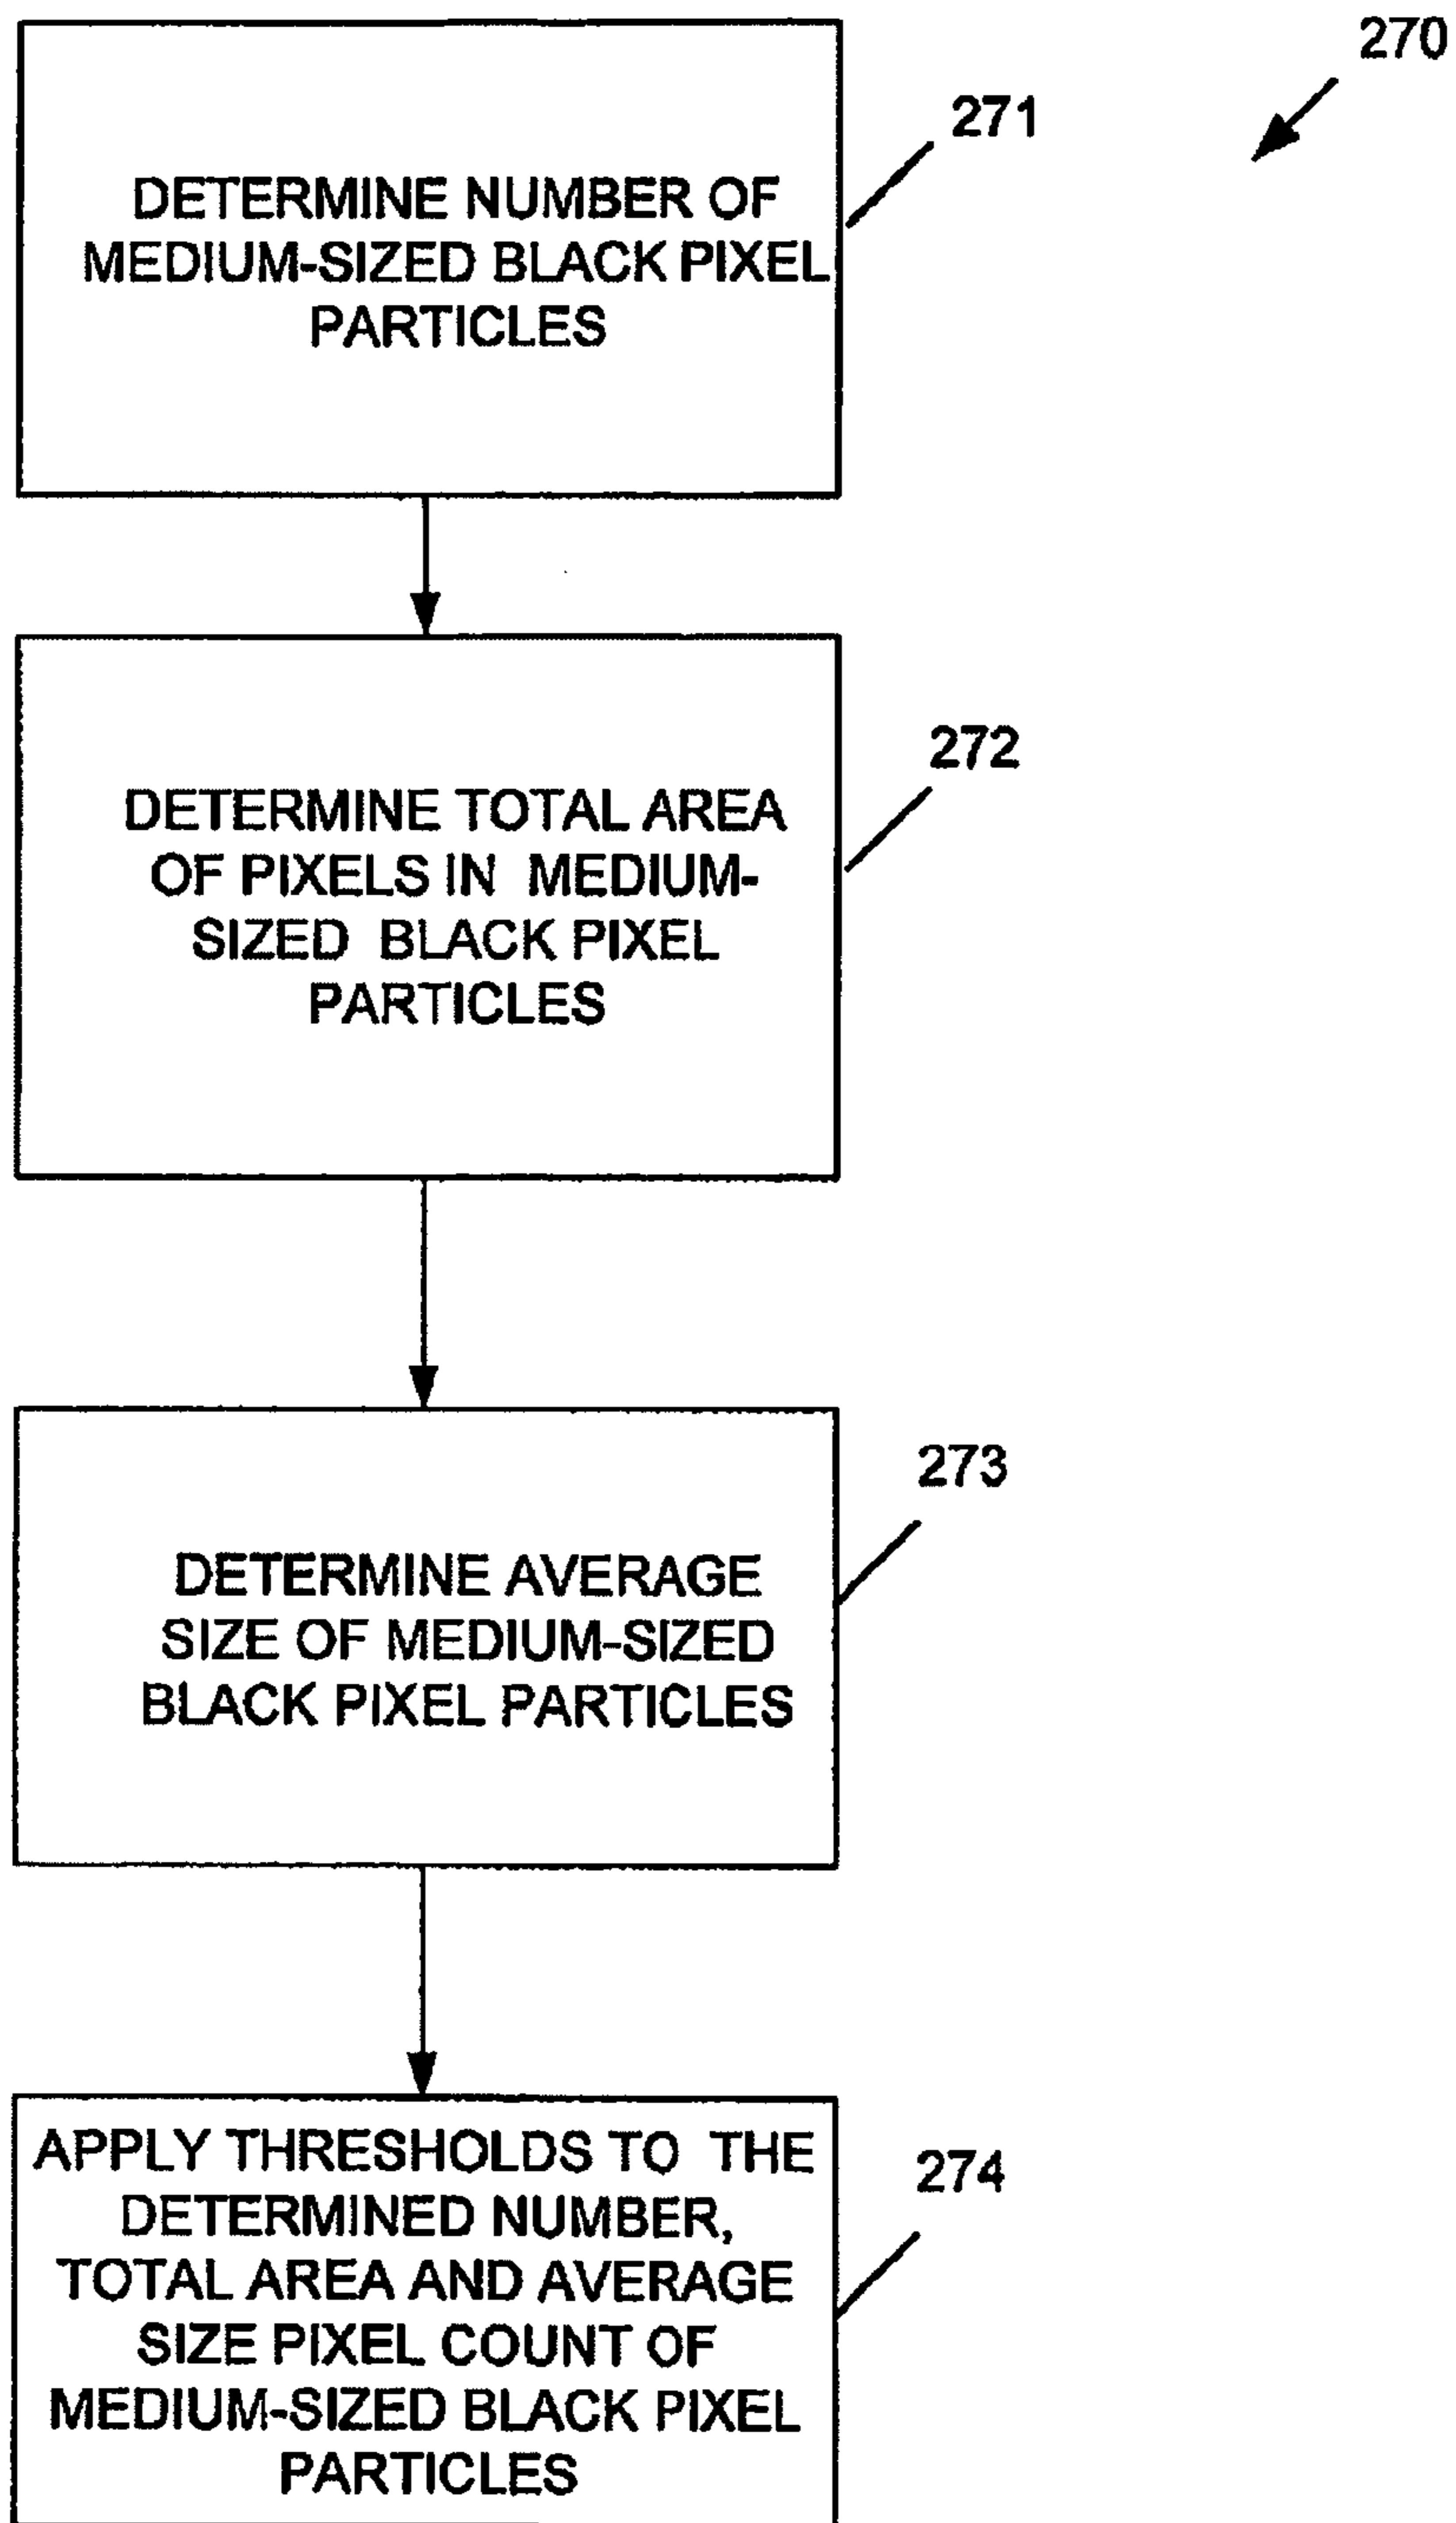 270
271
DETERMINE NUMBER OF
MEDIUM-SIZED BLACK PIXEL
PARTICLES
272
DETERMINE TOTAL AREA
OF PIXELS IN MEDIUM-
SIZED BLACK PIXEL
PARTICLES
273
DETERMINE AVERAGE
SIZE OF MEDIUM-SIZED
BLACK PIXEL PARTICLES
274
APPLY THRESHOLDS TO THE
DETERMINED NUMBER,
TOTAL AREA AND AVERAGE
SIZE PIXEL COUNT OF
MEDIUM-SIZED BLACK PIXEL
PARTICLES